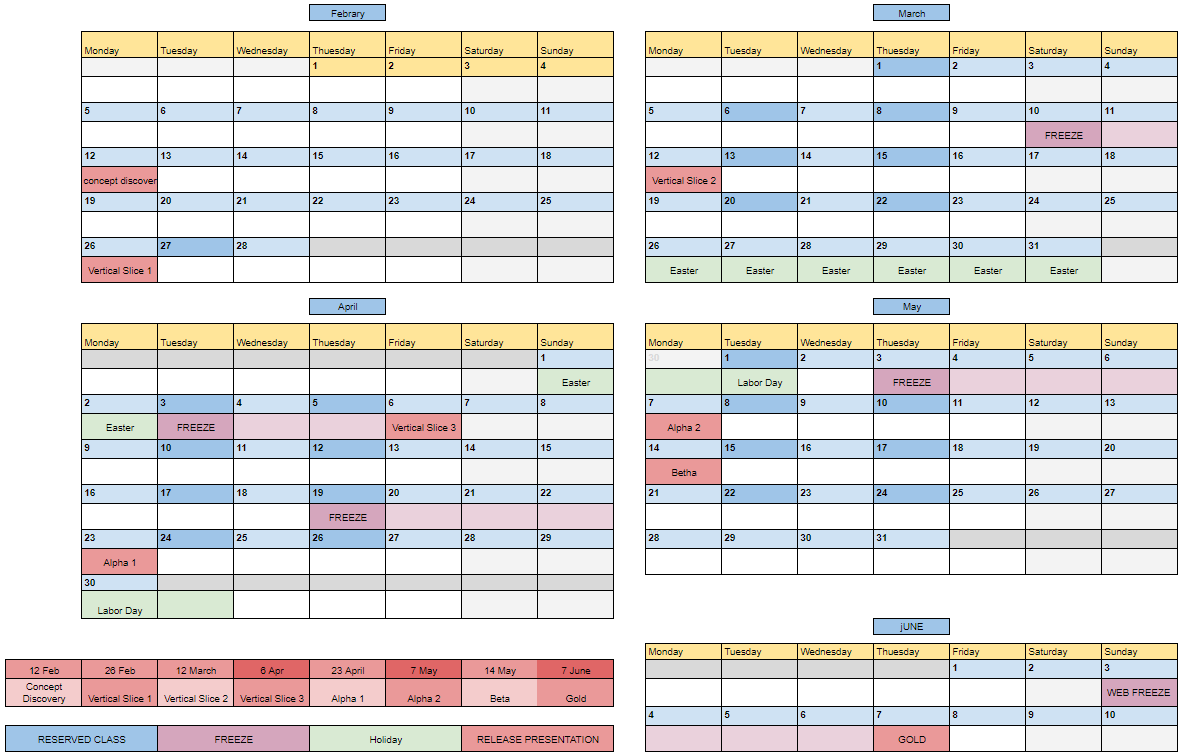 Febrary
Monday Tuesday Wednesday Thuesday Friday Saturday Sunday
1 2 3 4
5 6 7 8 9 10 11
12 13 14 15 16 17 18
concept discover
19 20 21 22 23 24 25
26 27 28
Vertical Slice 1
March
Monday Tuesday Wednesday Thuesday Friday Saturday Sunday
1 2 3 4
5 6 7 8 9 10 11
FREEZE
12 13 14 15 16 17 18
Vertical Slice 2
19 20 21 22 23 24 25
26 27 28 29 30 31
Easter Easter Easter Easter Easter Easter
April
Monday Tuesday Wednesday Thuesday Friday Saturday Sunday
1
Easter
2 3 4 5 6 7 8
Easter FREEZE Vertical Slice 3
9 10 11 12 13 14 15
16 17 18 19 20 21 22
FREEZE
23 24 25 26 27 28 29
Alpha 1
30
Labor Day
May
Monday Tuesday Wednesday Thuesday Friday Saturday Sunday
30 1 2 3 4 5 6
Labor Day FREEZE
7 8 9 10 11 12 13
Alpha 2
14 15 16 17 18 19 20
Betha
21 22 23 24 25 26 27
28 29 30 31
jUNE
Monday Tuesday Wednesday Thuesday Friday Saturday Sunday
1 2 3
WEB FREEZE
4 5 6 7 8 9 10
GOLD
12 Feb 26 Feb 12 March 6 Apr 23 April 7 May 14 May 7 June
Concept
Discovery Vertical Slice 1 Vertical Slice 2 Vertical Slice 3 Alpha 1 Alpha 2 Beta Gold
RESERVED CLASS FREEZE Holiday RELEASE PRESENTATION